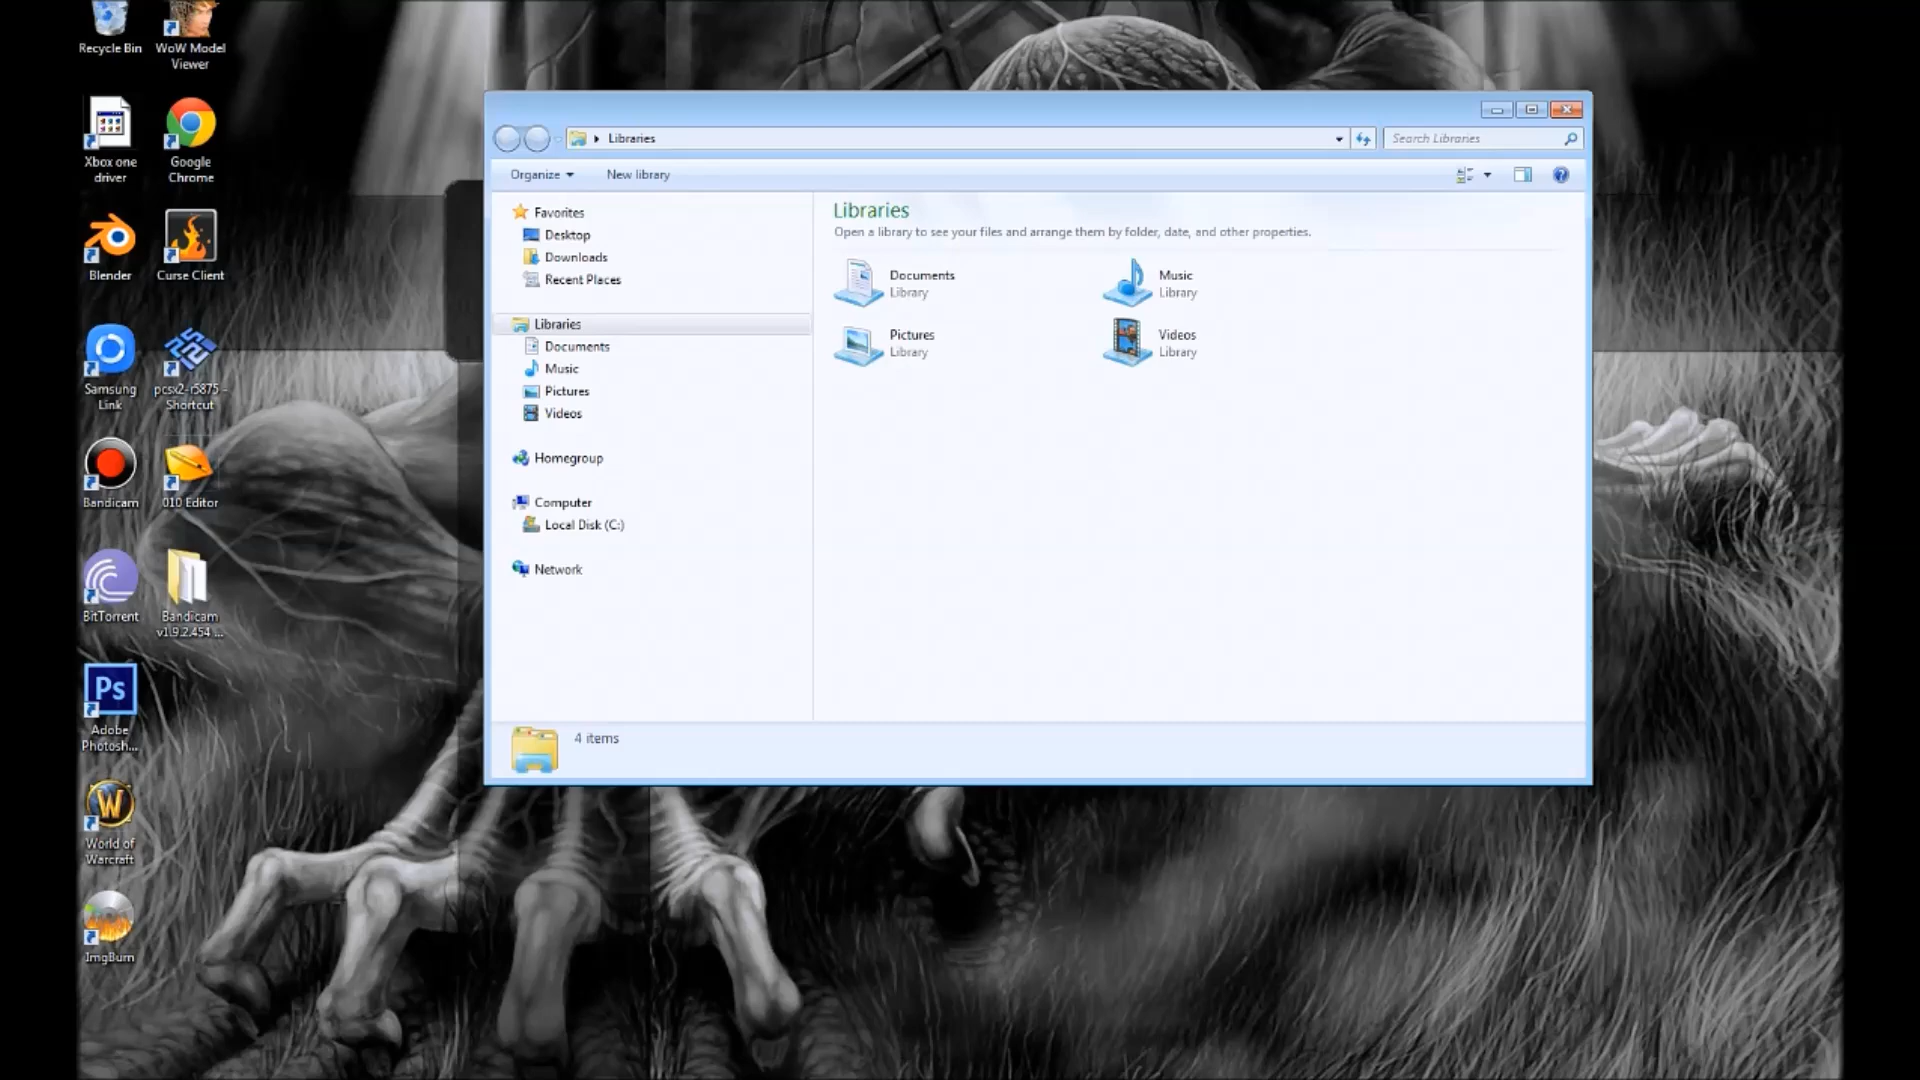 Recycle Bin
WoW Model
Viewer
Xbox one
driver
Google
Chrome
Blender
Curse Client
Samsung
Link
pcsx2-r5875 -
Shortcut
Bandicam
010 Editor
BitTorrent
Bandicam
v1.9.2.454 ...
Ps
Adobe
Photosh...
W
World of
Warcraft
ImgBurn
Libraries
Search Libraries
Organize
New library
Favorites
Desktop
Downloads
Recent Places
Libraries
Documents
Music
Pictures
Videos
Homegroup
Computer
Local Disk (C:)
Network
Libraries
Open a library to see your files and arrange them by folder, date, and other properties.
Documents
Library
Music
Library
Pictures
Library
Videos
Library
4 items